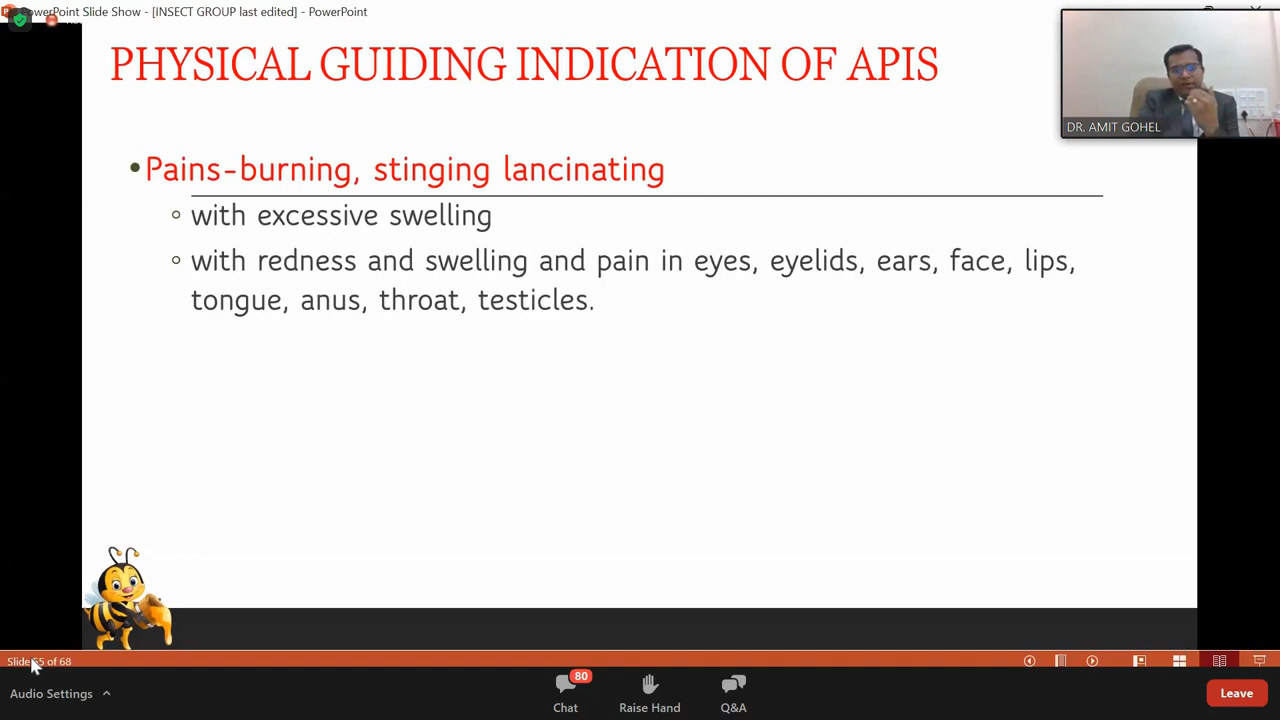 PowerPoint Slide Show - [INSECT GROUP last edited] - PowerPoint
PHYSICAL GUIDING INDICATION OF APIS
DR. AMIT GOHEL
•Pains-burning, stinging lancinating
with excessive swelling
with redness and swelling and pain in eyes, eyelids, ears, face, lips,
tongue, anus, throat, testicles.
Slide of 68
Audio Settings
80
Chat
Raise Hand
Q&A
Leave